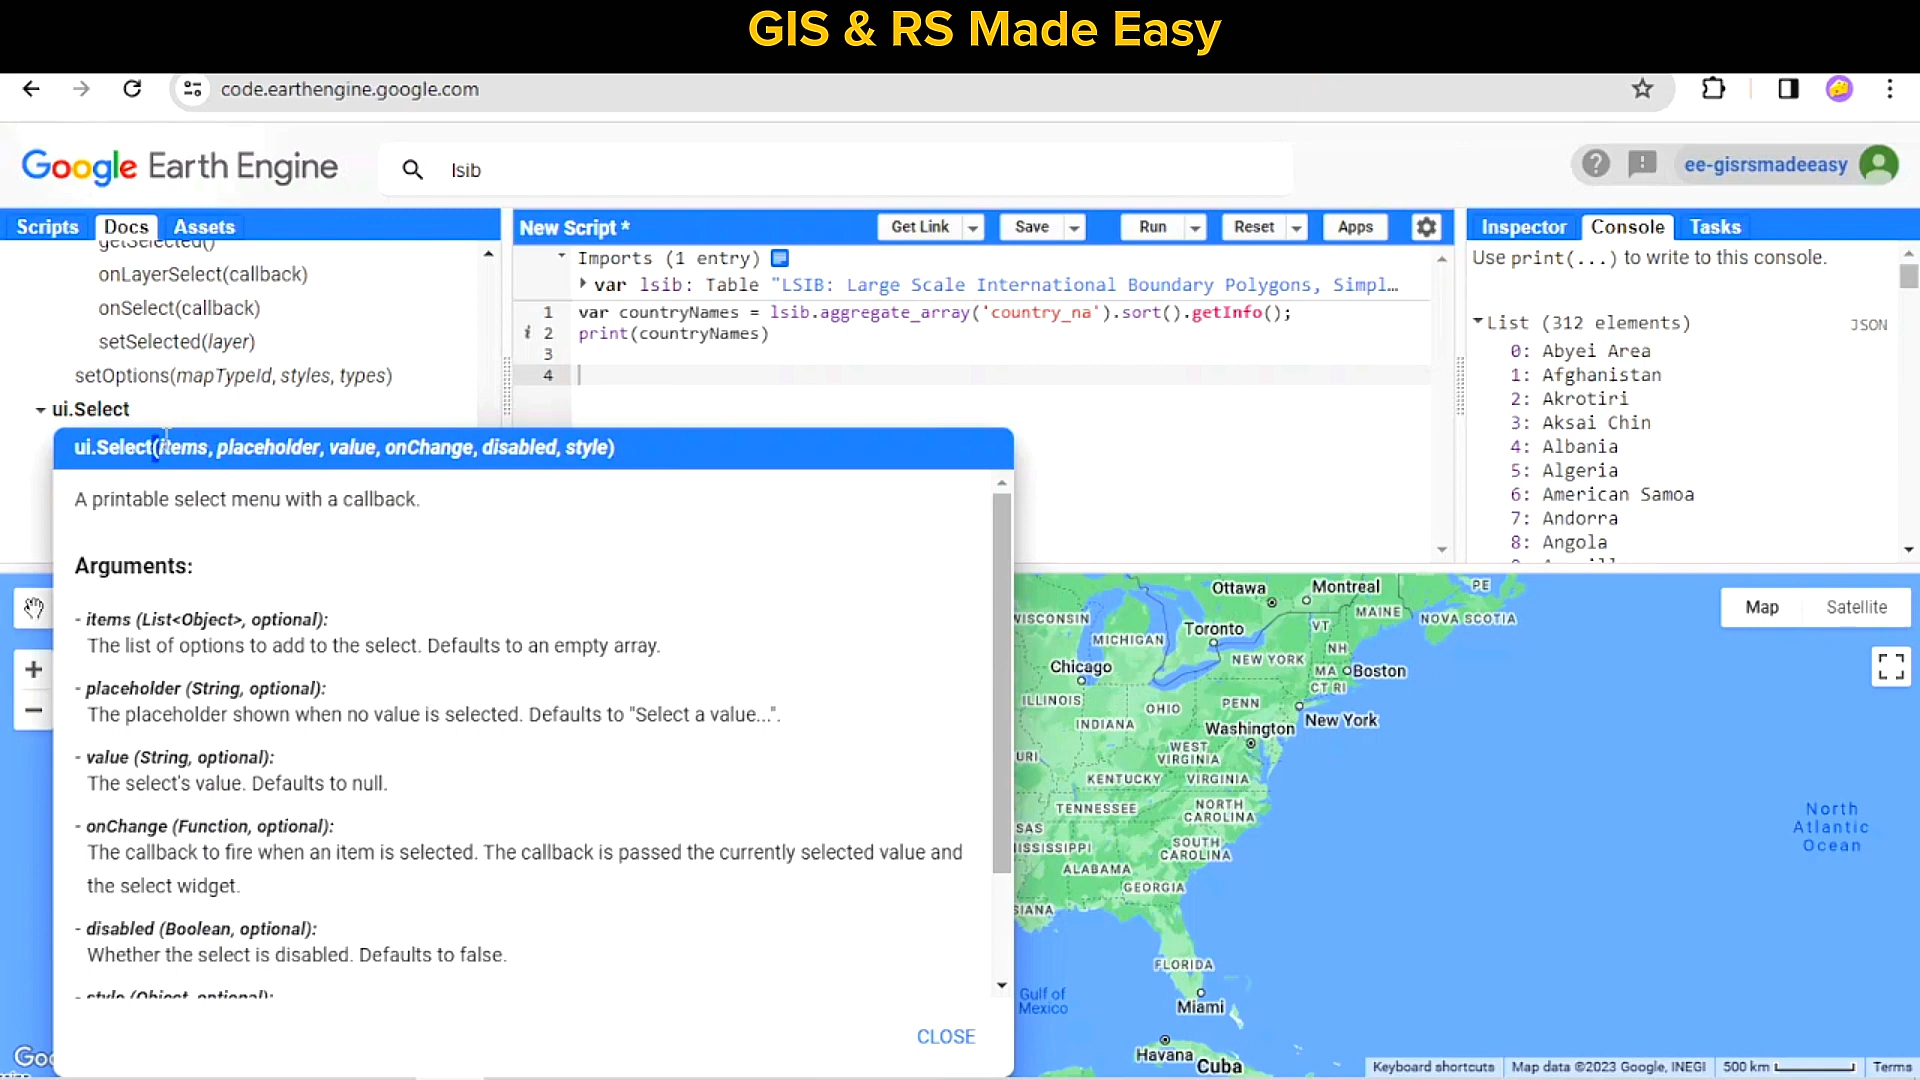 GIS & RS Made Easy
code.earthengine.google.com
Google Earth Engine
lsib
ee-gisrsmadeeasy
Scripts
Docs
Assets
New Script *
Get Link
Save
Run
Reset
Apps
Inspector
Console
Tasks
getSelected()
onLayerSelect(callback)
onSelect(callback)
setSelected(layer)
setOptions(mapTypeId, styles, types)
ui.Select
Imports (1 entry)
var lsib: Table "LSIB: Large Scale International Boundary Polygons, Simpl…
1 var countryNames = lsib.aggregate_array('country_na').sort().getInfo();
i 2 print(countryNames)
3
4
Use print(...) to write to this console.
List (312 elements)
JSON
0: Abyei Area
1: Afghanistan
2: Akrotiri
3: Aksai Chin
4: Albania
5: Algeria
6: American Samoa
7: Andorra
8: Angola
ui.Select(items, placeholder, value, onChange, disabled, style)
A printable select menu with a callback.
Arguments:
- items (List<Object>, optional):
The list of options to add to the select. Defaults to an empty array.
- placeholder (String, optional):
The placeholder shown when no value is selected. Defaults to "Select a value...".
- value (String, optional):
The select's value. Defaults to null.
- onChange (Function, optional):
The callback to fire when an item is selected. The callback is passed the currently selected value and
the select widget.
- disabled (Boolean, optional):
Whether the select is disabled. Defaults to false.
- style (Object, optional):
CLOSE
Map
Satellite
Ottawa
Montreal
PE
WISCONSIN
MAINE
NOVA SCOTIA
Toronto
VT
MICHIGAN
NH
NEW YORK
Chicago
MA
Boston
CT RI
ILLINOIS
OHIO
PENN
INDIANA
New York
Washington
WEST
VIRGINIA
URI
KENTUCKY
VIRGINIA
TENNESSEE
NORTH
CAROLINA
SAS
MISSISSIPPI
SOUTH
CAROLINA
ALABAMA
GEORGIA
SIANA
FLORIDA
Gulf of
Mexico
Miami
Havana
Cuba
North
Atlantic
Ocean
Goo
Keyboard shortcuts
Map data ©2023 Google, INEGI
500 km
Terms